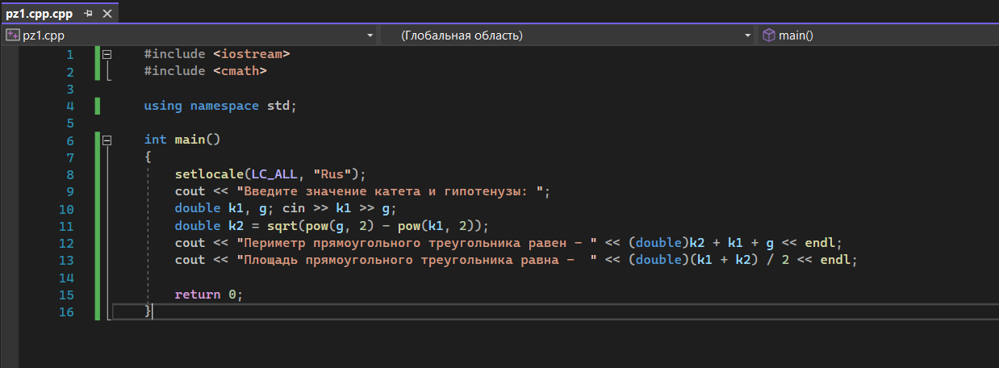 pz1.cpp.cpp
pz1.cpp (Глобальная область) main()
1 #include <iostream>
2 #include <cmath>
3
4 using namespace std;
5
6 int main()
7 {
8 setlocale(LC_ALL, "Rus");
9 cout << "Введите значение катета и гипотенузы: ";
10 double k1, g; cin >> k1 >> g;
11 double k2 = sqrt(pow(g, 2) - pow(k1, 2));
12 cout << "Периметр прямоугольного треугольника равен - " << (double)k2 + k1 + g << endl;
13 cout << "Площадь прямоугольного треугольника равна -  " << (double)(k1 + k2) / 2 << endl;
14
15 return 0;
16 }